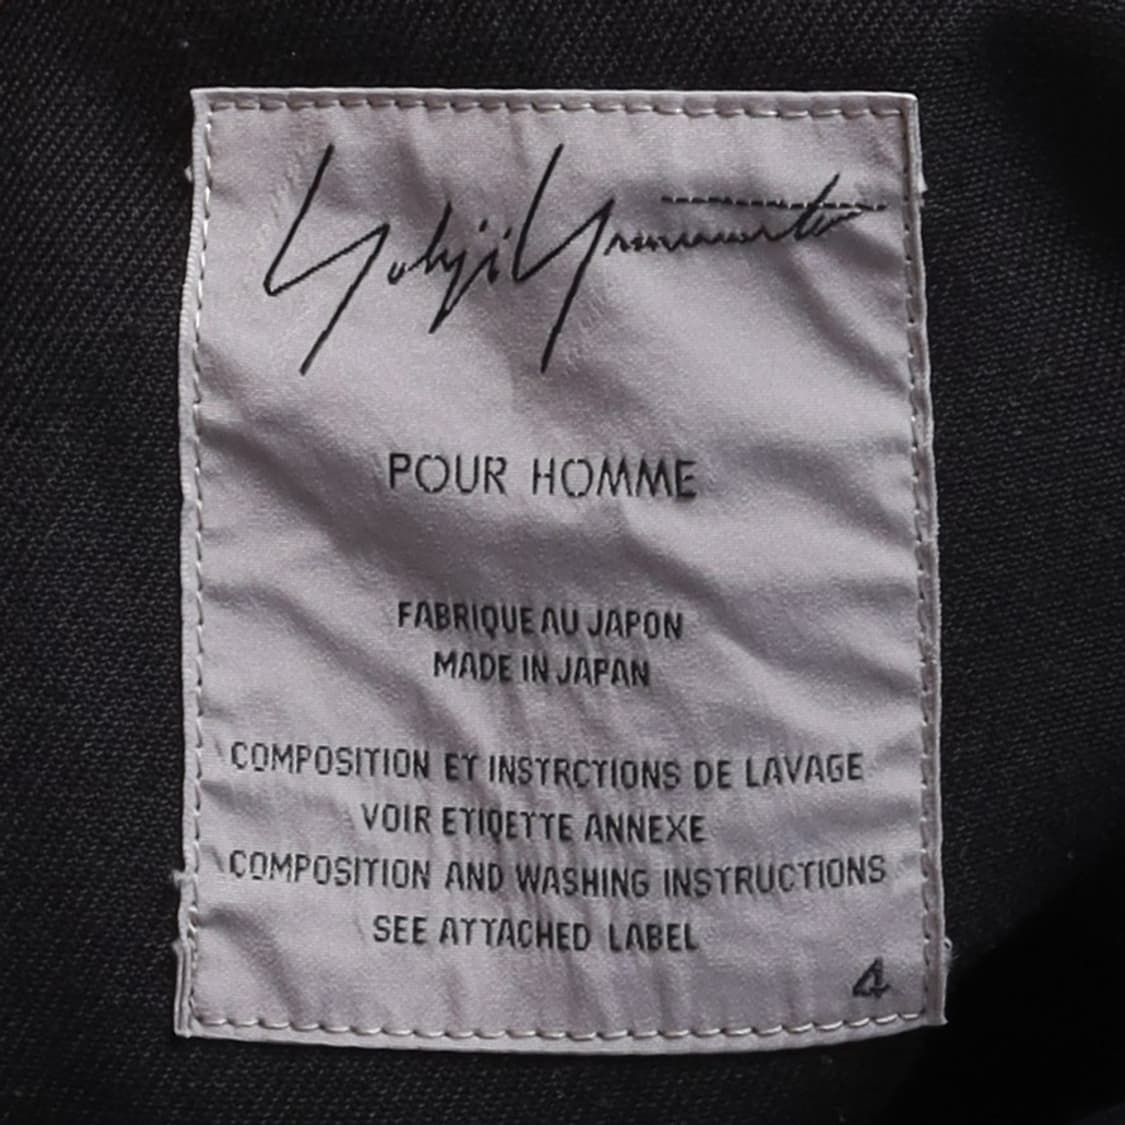 Yohji Yamamoto
POUR HOMME
FABRIQUE AU JAPON
MADE IN JAPAN
COMPOSITION ET INSTRCTIONS DE LAVAGE
VOIR ETIQETTE ANNEXE
COMPOSITION AND WASHING INSTRUCTIONS
SEE ATTACHED LABEL
4